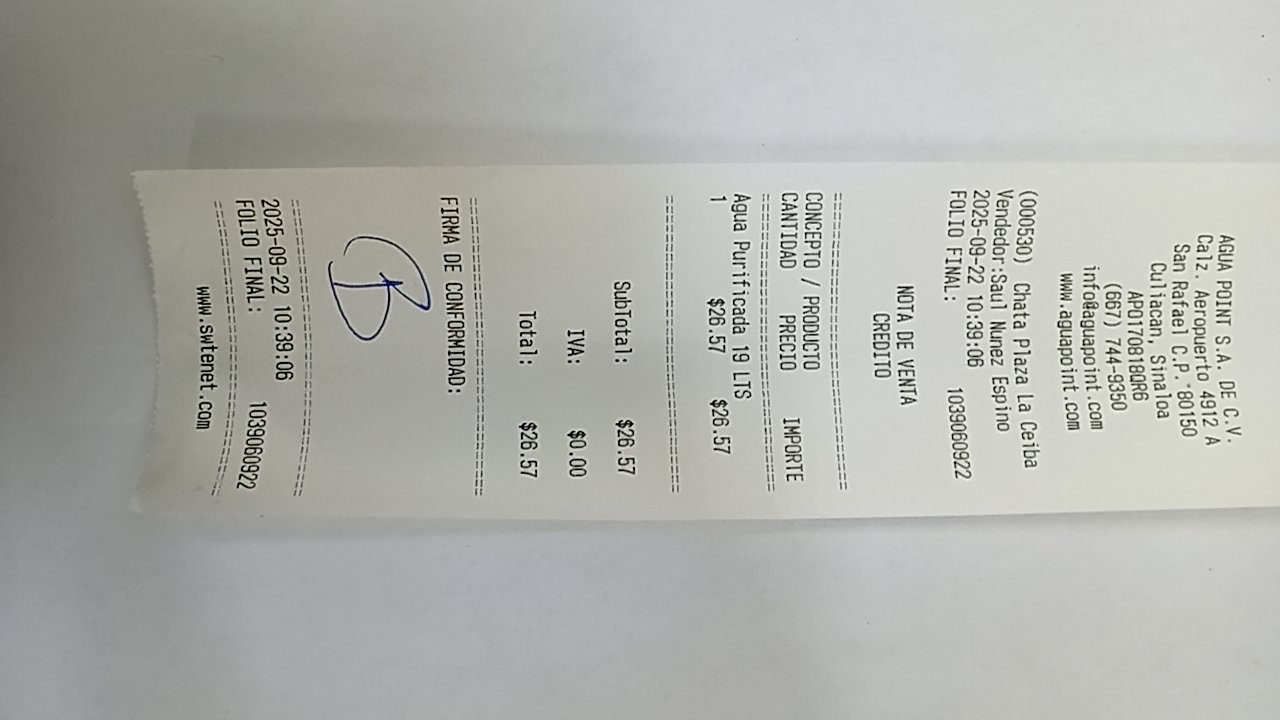 AGUA POINT S.A. DE C.V.
Calz. Aeropuerto 4912 A
San Rafael C.P. 80150
Culiacan, Sinaloa
APO170818QR6
(667) 744-9350
info@aguapoint.com
www.aguapoint.com
(000530) Chata Plaza La Ceiba
Vendedor:Saul Nunez Espino
2025-09-22 10:39:06
FOLIO FINAL: 1039060922
NOTA DE VENTA
CREDITO
CONCEPTO / PRODUCTO
CANTIDAD PRECIO IMPORTE
Agua Purificada 19 LTS
1 $26.57 $26.57
SubTotal: $26.57
IVA: $0.00
Total: $26.57
FIRMA DE CONFORMIDAD:
2025-09-22 10:39:06
FOLIO FINAL: 1039060922
www.swtenet.com